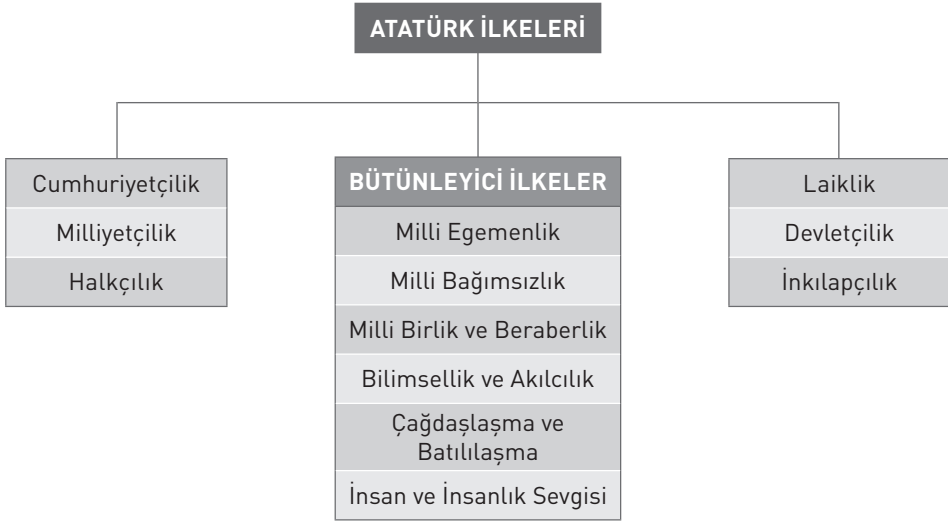 ATATÜRK İLKELERİ
Cumhuriyetçilik
Milliyetçilik
Halkçılık
BÜTÜNLEYİCİ İLKELER
Milli Egemenlik
Milli Bağımsızlık
Milli Birlik ve Beraberlik
Bilimsellik ve Akılcılık
Çağdaşlaşma ve
Batılılaşma
İnsan ve İnsanlık Sevgisi
Laiklik
Devletçilik
İnkılapçılık